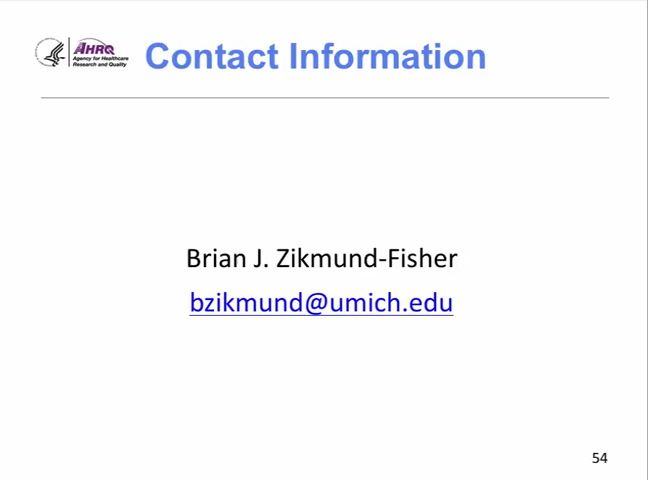 AHRQ
Agency for Healthcare
Research and Quality
Contact Information
Brian J. Zikmund-Fisher
bzikmund@umich.edu
54